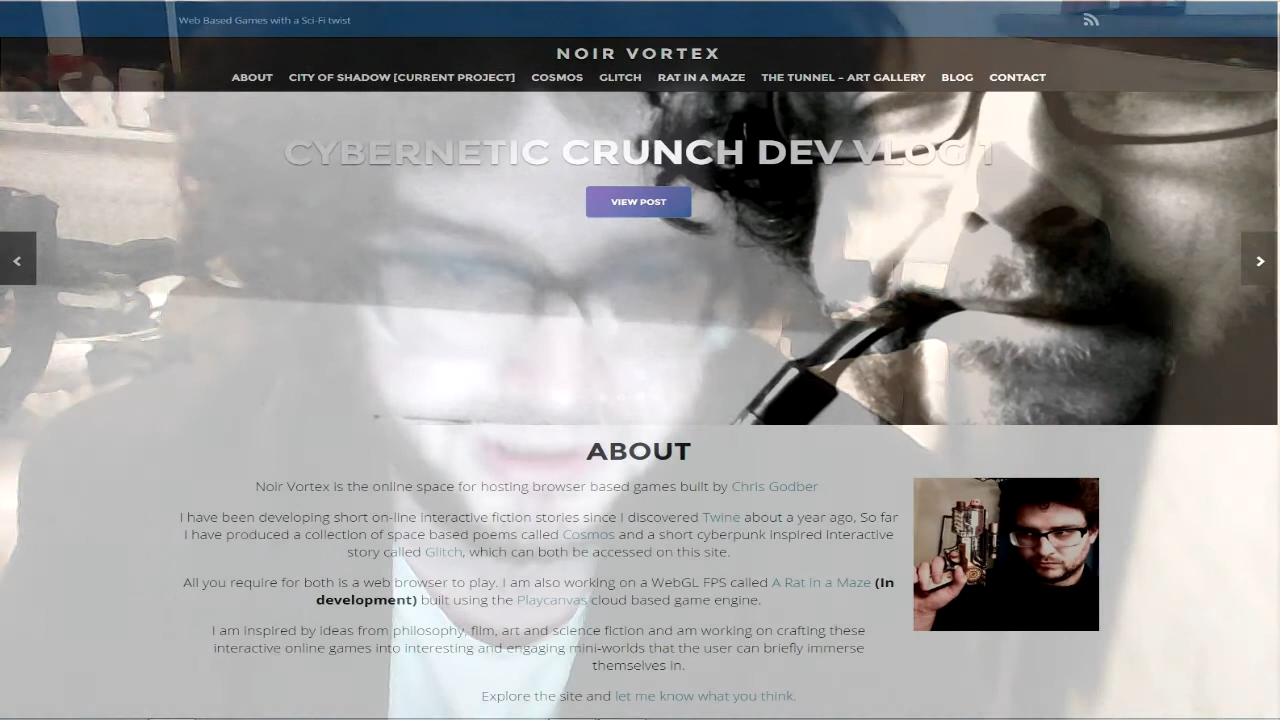 Web Based Games with a Sci-Fi twist
NOIR VORTEX
ABOUT CITY OF SHADOW [CURRENT PROJECT] COSMOS GLITCH RAT IN A MAZE THE TUNNEL – ART GALLERY BLOG CONTACT
CYBERNETIC CRUNCH DEV VLOG 1
VIEW POST
ABOUT
Noir Vortex is the online space for hosting browser based games built by Chris Godber
I have been developing short on-line interactive fiction stories since I discovered Twine about a year ago, So far
I have produced a collection of space based poems called Cosmos and a short cyberpunk inspired interactive
story called Glitch, which can both be accessed on this site.
All you require for both is a web browser to play. I am also working on a WebGL FPS called A Rat in a Maze (In
development) built using the Playcanvas cloud based game engine.
I am inspired by ideas from philosophy, film, art and science fiction and am working on crafting these
interactive online games into interesting and engaging mini-worlds that the user can briefly immerse
themselves in.
Explore the site and let me know what you think.